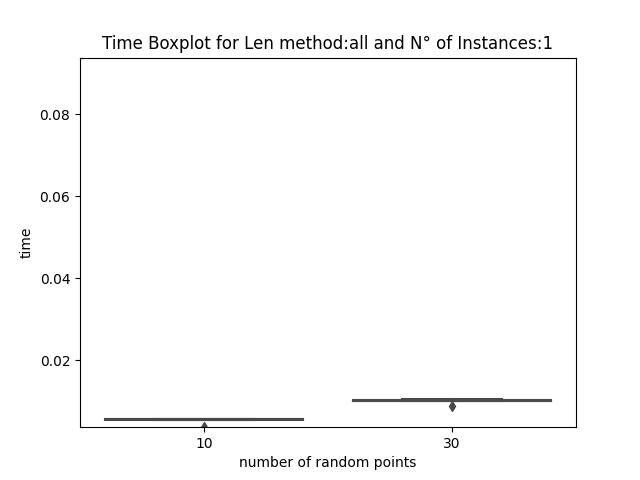 Time Boxplot for Len method:all and N° of Instances:1
0.08
0.06
0.04
0.02
time
10 30
number of random points